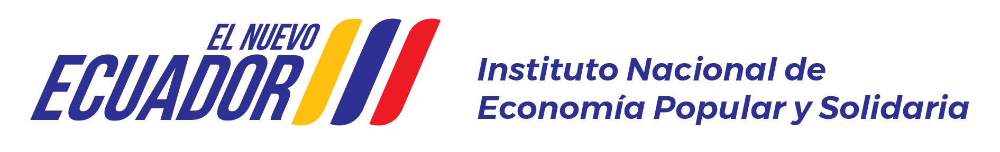 EL NUEVO
ECUADOR
Instituto Nacional de
Economía Popular y Solidaria